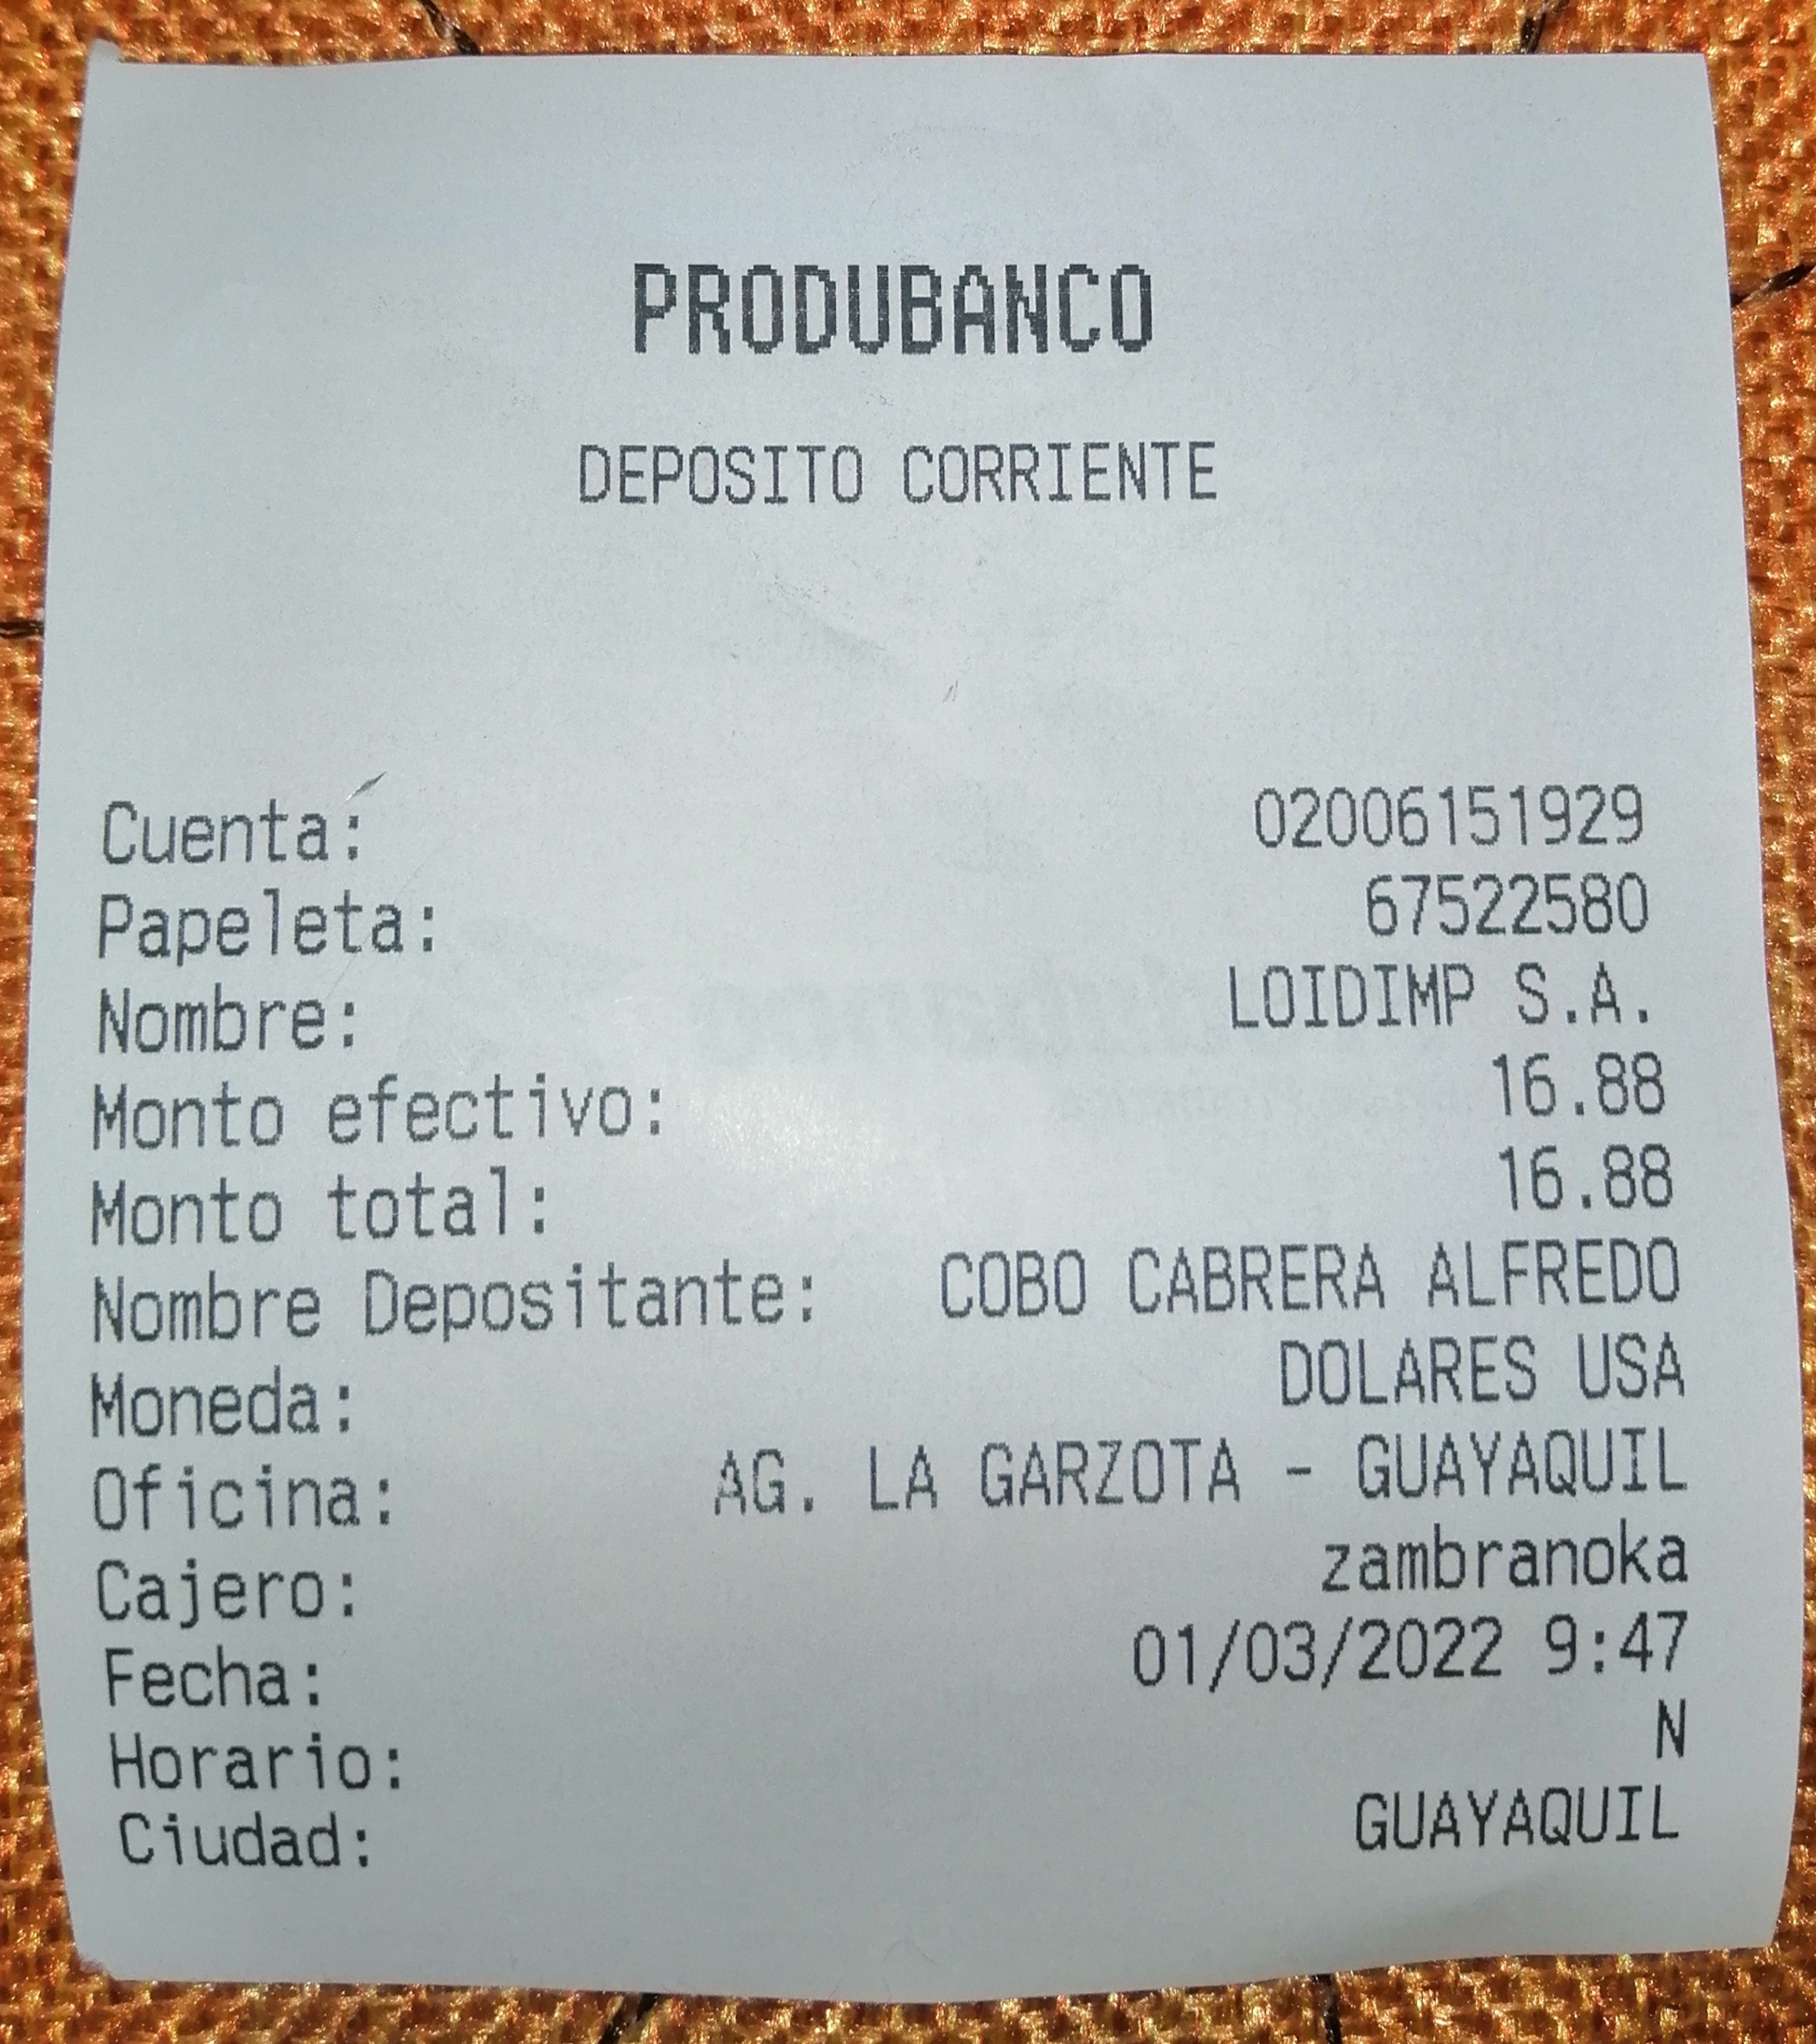 PRODUBANCO
DEPOSITO CORRIENTE
Cuenta: 02006151929
Papeleta: 67522580
Nombre: LOIDIMP S.A.
Monto efectivo: 16.88
Monto total: 16.88
Nombre Depositante: COBO CABRERA ALFREDO
Moneda: DOLARES USA
Oficina: AG. LA GARZOTA - GUAYAQUIL
Cajero: zambranoka
Fecha: 01/03/2022 9:47
Horario: N
Ciudad: GUAYAQUIL